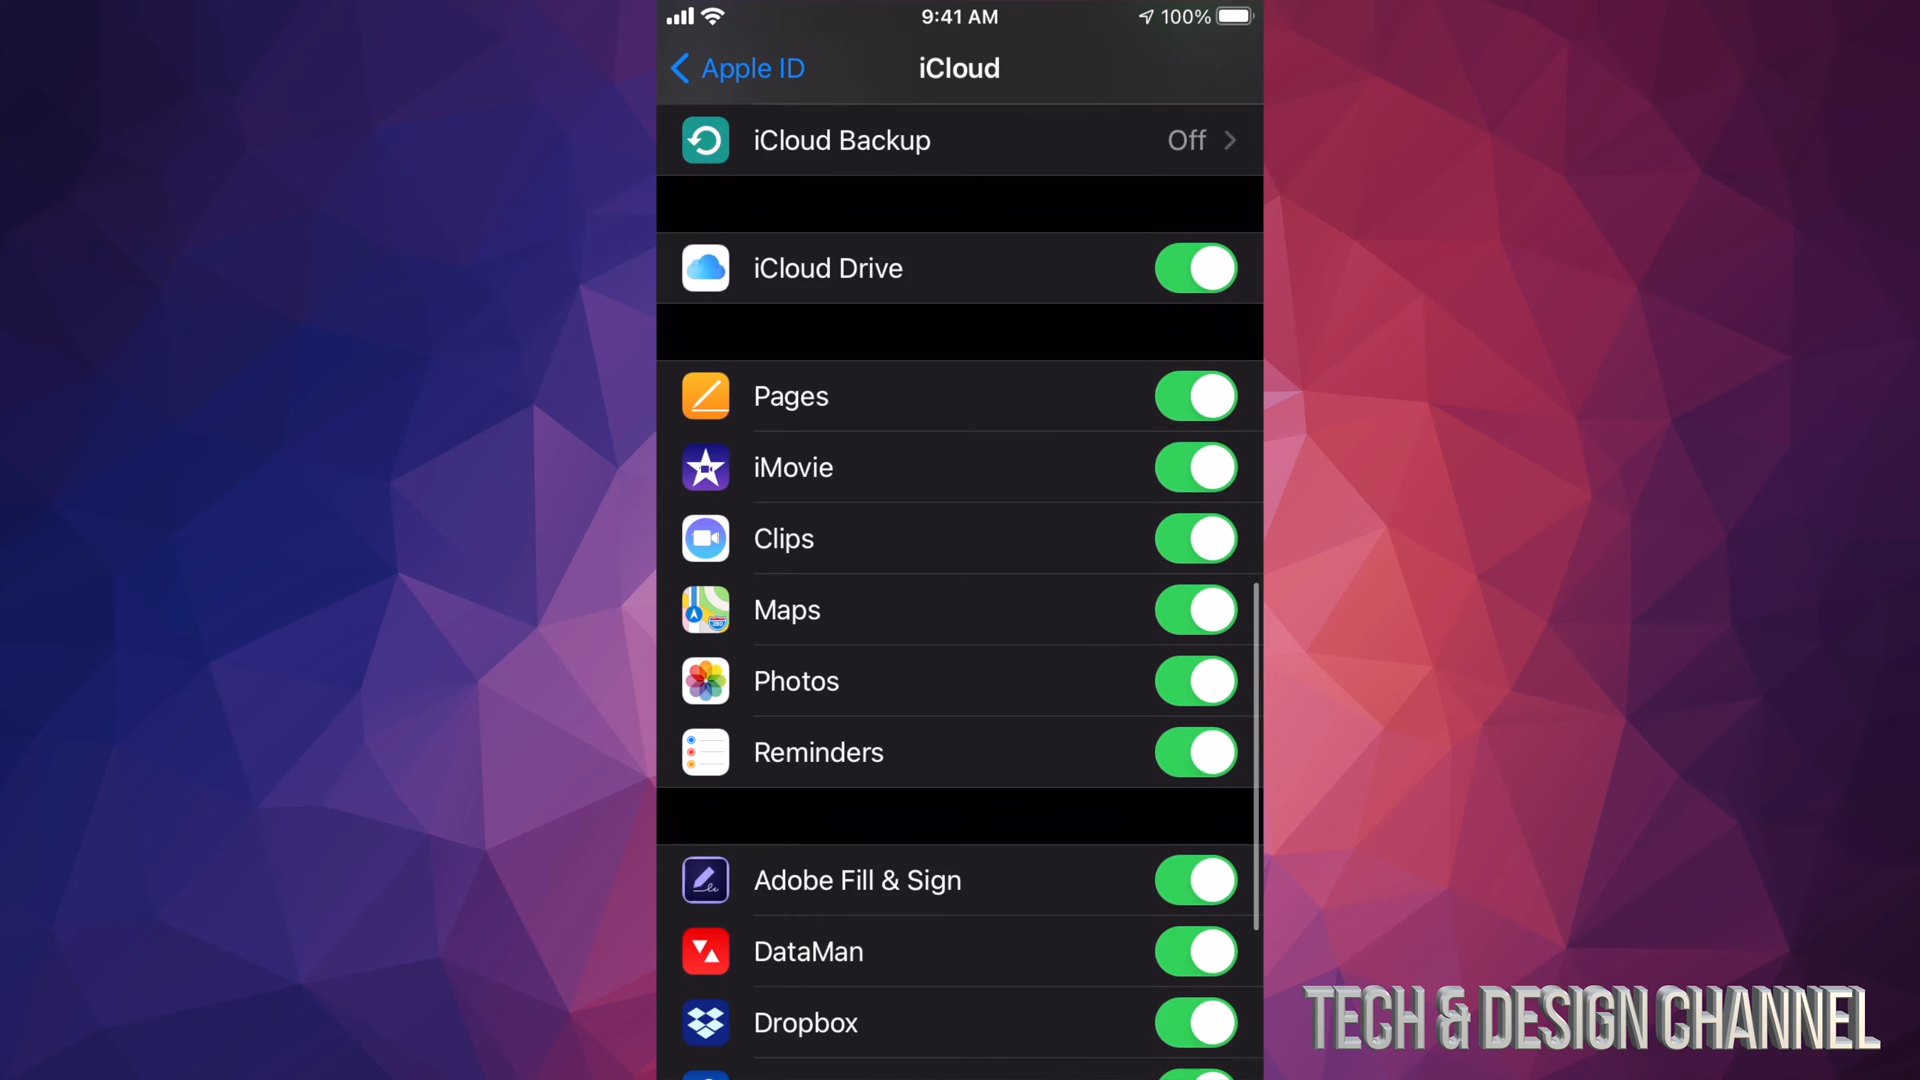 9:41 AM
100%
Apple ID
iCloud
iCloud Backup
Off
iCloud Drive
Pages
iMovie
Clips
Maps
Photos
Reminders
Adobe Fill & Sign
DataMan
Dropbox
TECH & DESIGN CHANNEL